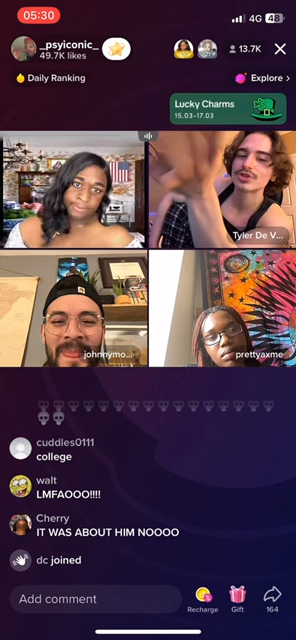 05:30
4G 48
_psyiconic_
49.7K likes
13.7K
Daily Ranking
Explore >
Lucky Charms
15.03–17.03
Tyler De V...
johnnymo...
prettyaxme
cuddles0111
college
walt
LMFAOOO!!!!
Cherry
IT WAS ABOUT HIM NOOOO
dc joined
Add comment
Recharge
Gift
164